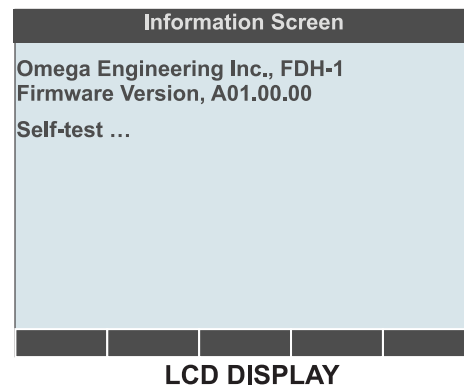 Information Screen
Omega Engineering Inc., FDH-1
Firmware Version, A01.00.00
Self-test ...
LCD DISPLAY